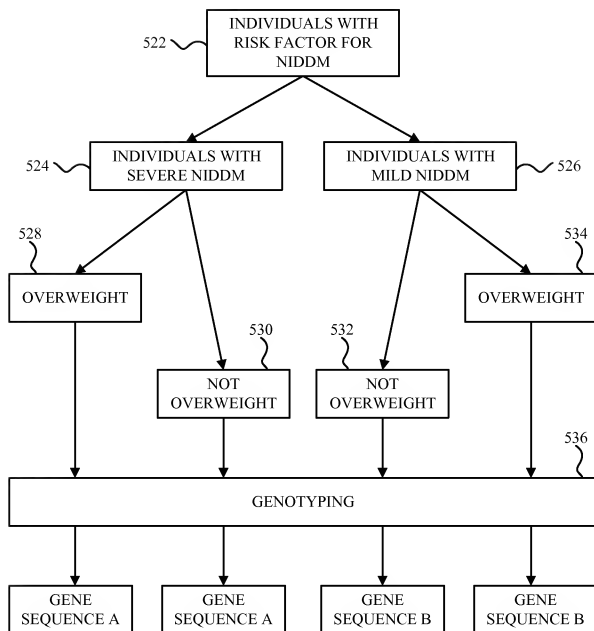 INDIVIDUALS WITH
RISK FACTOR FOR
NIDDM
522
INDIVIDUALS WITH
SEVERE NIDDM
524
INDIVIDUALS WITH
MILD NIDDM
526
528
OVERWEIGHT
534
OVERWEIGHT
530
NOT
OVERWEIGHT
532
NOT
OVERWEIGHT
536
GENOTYPING
GENE
SEQUENCE A
GENE
SEQUENCE A
GENE
SEQUENCE B
GENE
SEQUENCE B